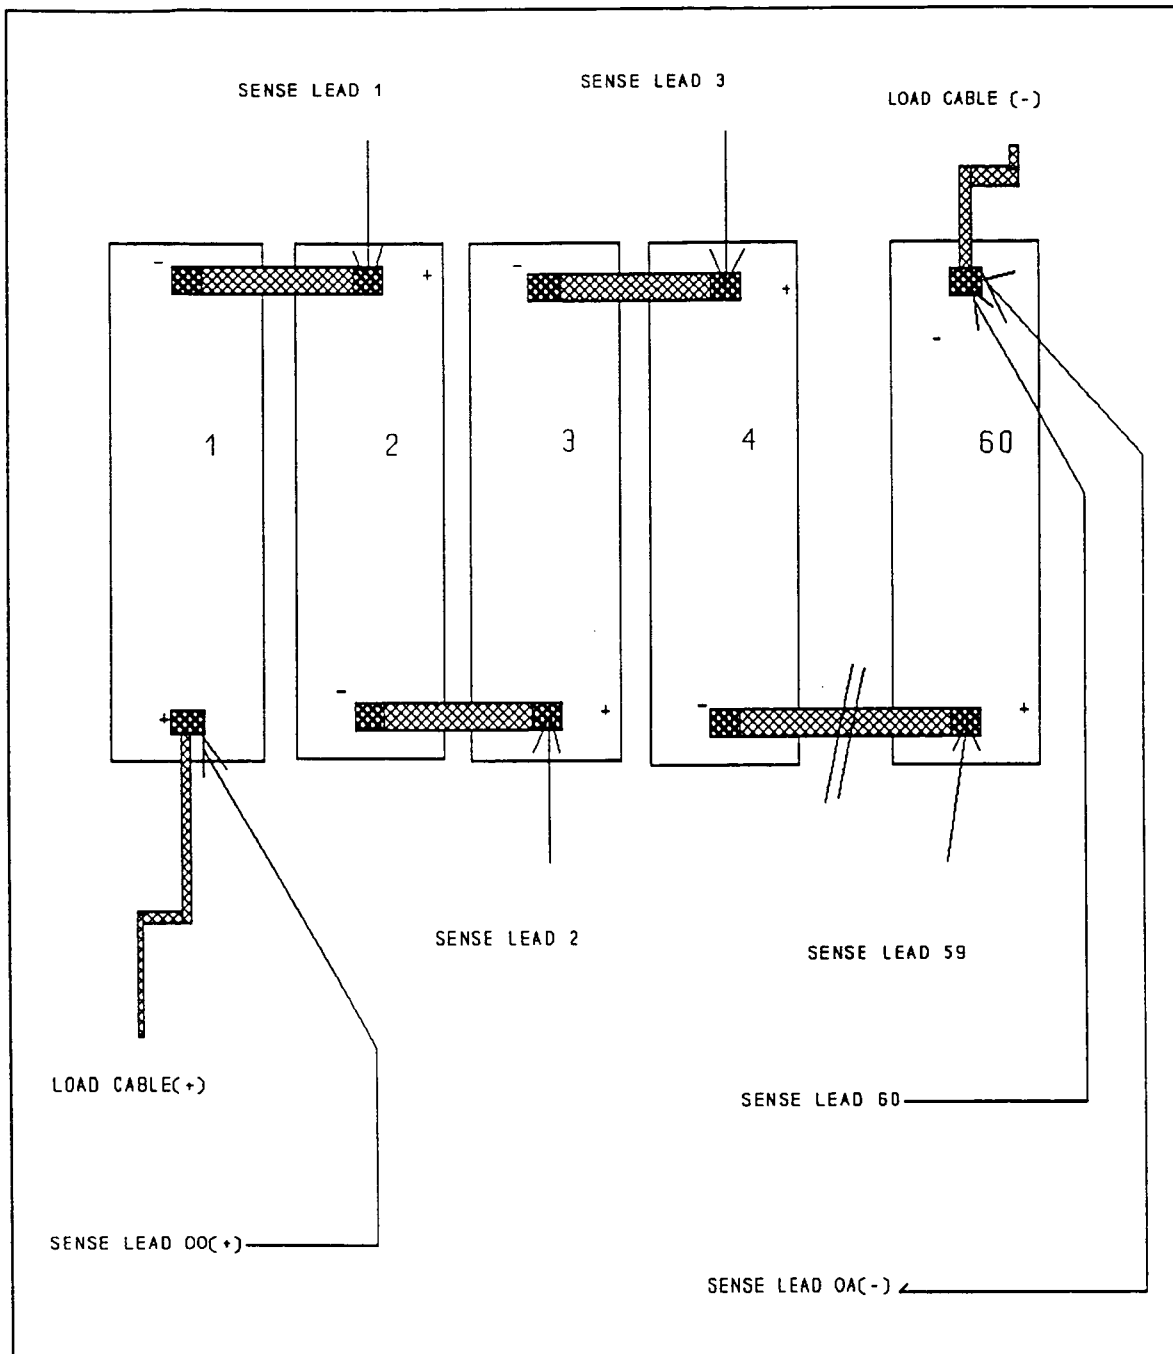 SENSE LEAD 1
SENSE LEAD 3
LOAD CABLE (-)
-
+
-
+
-
1
2
3
4
60
+
-
+
-
+
SENSE LEAD 2
SENSE LEAD 59
LOAD CABLE(+)
SENSE LEAD 60
SENSE LEAD 00(+)
SENSE LEAD 0A(-)